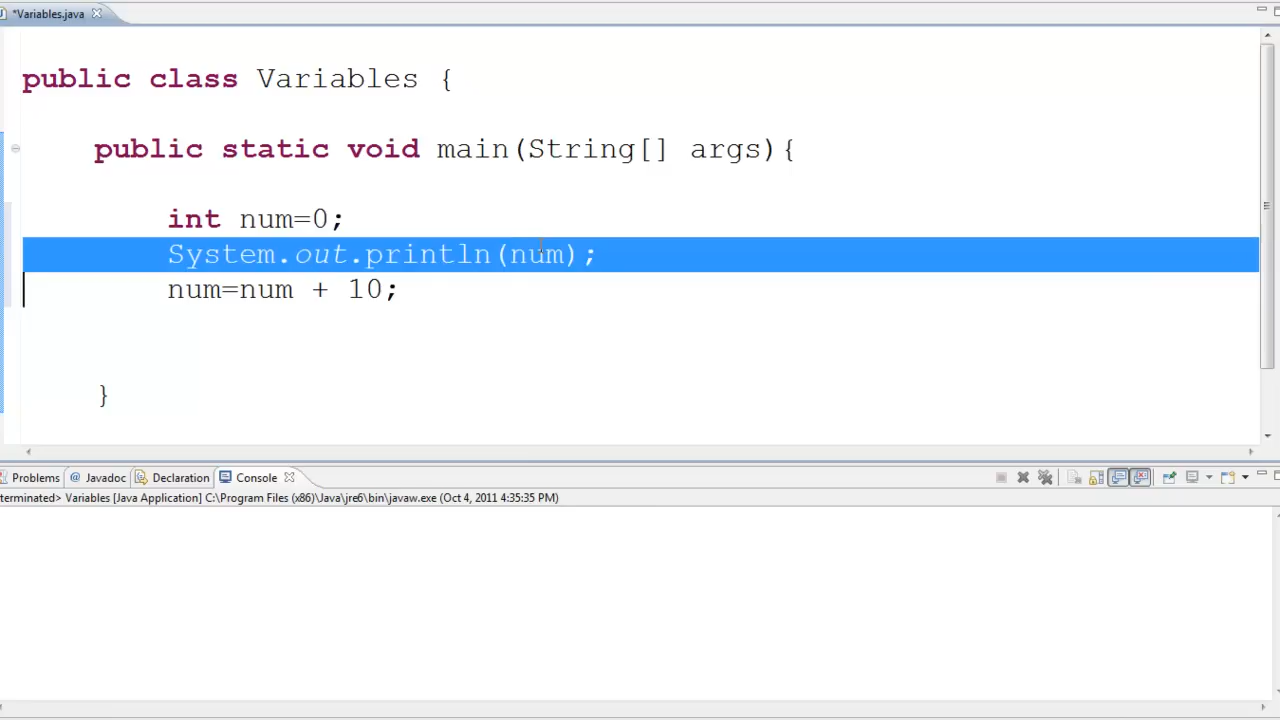 *Variables.java
public class Variables {
public static void main(String[] args){
int num=0;
System.out.println(num);
num=num + 10;
}
Problems @ Javadoc Declaration Console
terminated> Variables [Java Application] C:\Program Files (x86)\Java\jre6\bin\javaw.exe (Oct 4, 2011 4:35:35 PM)